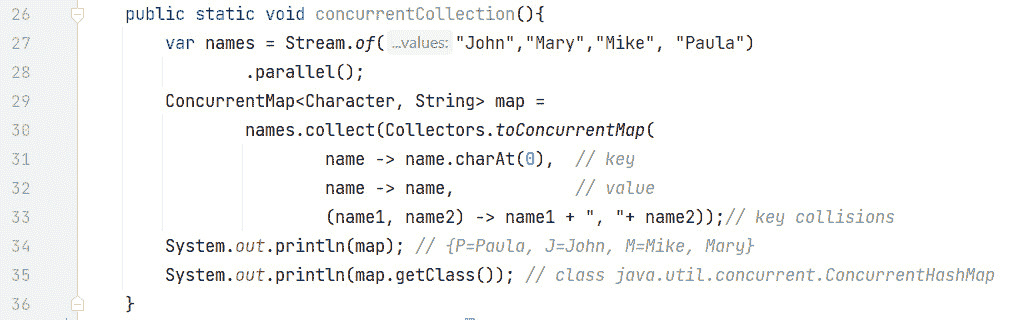 26 public static void concurrentCollection(){
27 var names = Stream.of( ...values: "John","Mary","Mike", "Paula")
28 .parallel();
29 ConcurrentMap<Character, String> map =
30 names.collect(Collectors.toConcurrentMap(
31 name -> name.charAt(0), // key
32 name -> name, // value
33 (name1, name2) -> name1 + ", "+ name2));// key collisions
34 System.out.println(map); // {P=Paula, J=John, M=Mike, Mary}
35 System.out.println(map.getClass()); // class java.util.concurrent.ConcurrentHashMap
36 }